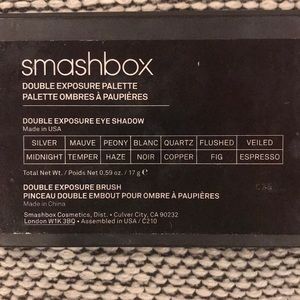 smashbox
DOUBLE EXPOSURE PALETTE
PALETTE OMBRES À PAUPIÈRES
DOUBLE EXPOSURE EYE SHADOW
Made in USA
SILVER MAUVE PEONY BLANC QUARTZ FLUSHED VEILED
MIDNIGHT TEMPER HAZE NOIR COPPER FIG ESPRESSO
Total Net Wt. / Poids Net 0.59 oz. / 17 g
DOUBLE EXPOSURE BRUSH
PINCEAU DOUBLE EMBOUT POUR OMBRE À PAUPIÈRES
Made in China
Smashbox Cosmetics, Dist. • Culver City, CA 90232
London W1K 3BQ • Assembled in USA / C210